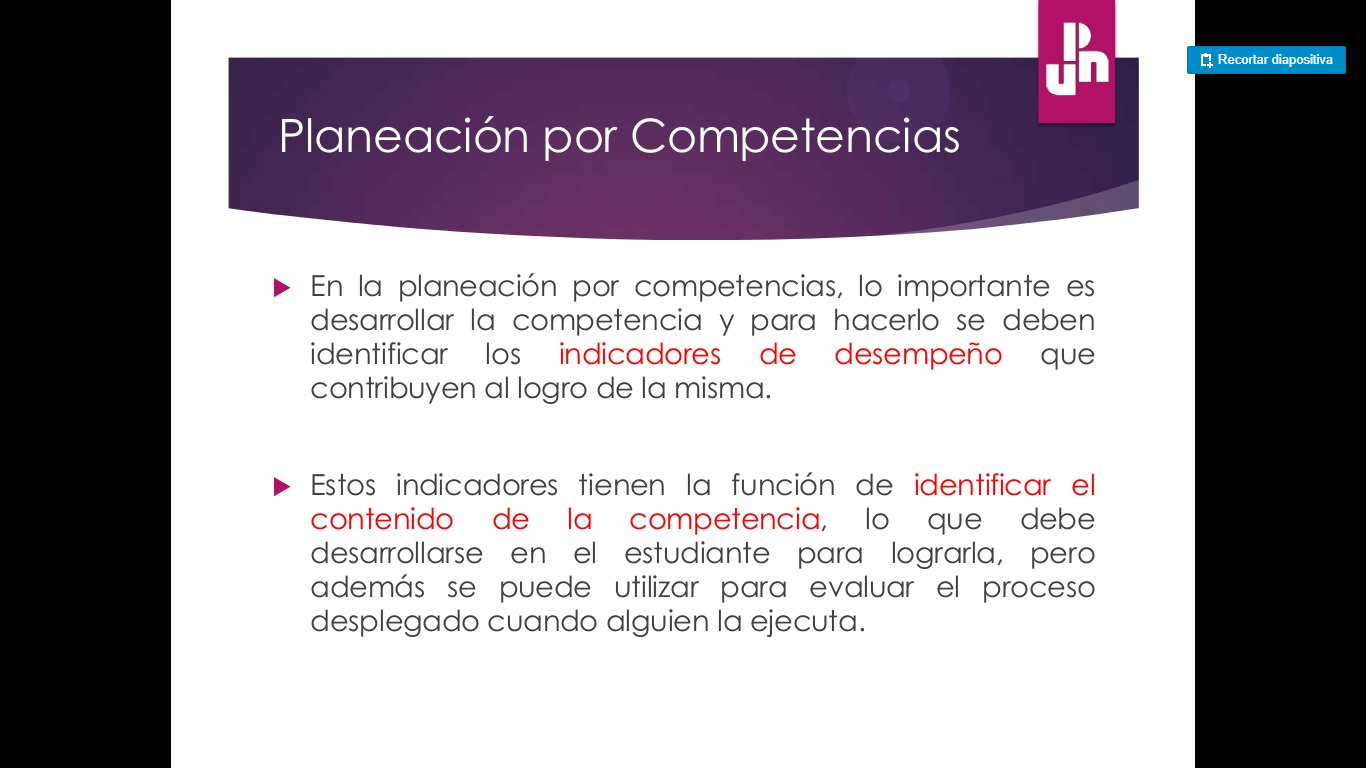 Recortar diapositiva
upn
Planeación por Competencias
En la planeación por competencias, lo importante es
desarrollar la competencia y para hacerlo se deben
identificar los indicadores de desempeño que
contribuyen al logro de la misma.
Estos indicadores tienen la función de identificar el
contenido de la competencia, lo que debe
desarrollarse en el estudiante para lograrla, pero
además se puede utilizar para evaluar el proceso
desplegado cuando alguien la ejecuta.